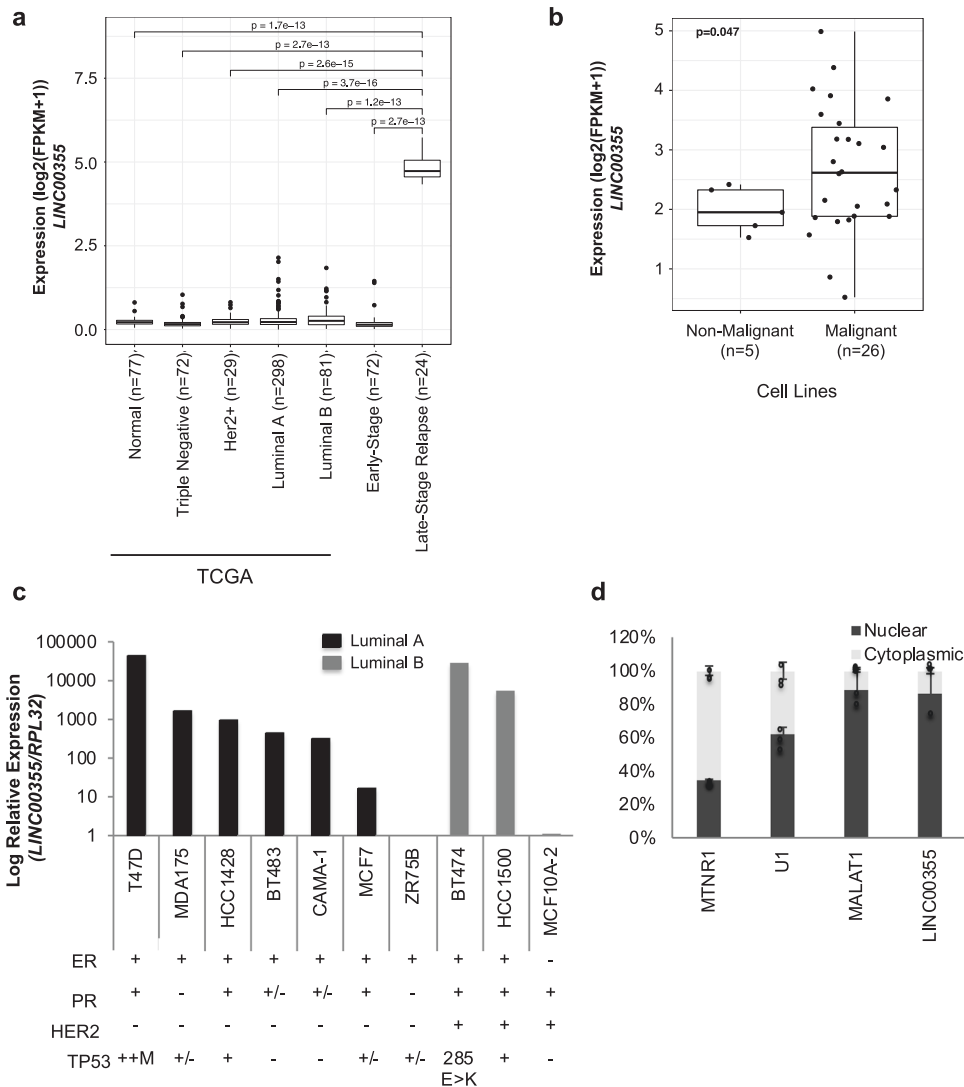 a
p = 1.7e−13
p = 2.7e−13
p = 2.6e−15
p = 3.7e−16
p = 1.2e−13
p = 2.7e−13
Expression (log2(FPKM+1))
LINC00355
7.5
5.0
2.5
0.0
Normal (n=77)
Triple Negative (n=72)
Her2+ (n=29)
Luminal A (n=298)
Luminal B (n=81)
Early-Stage (n=72)
Late-Stage Relapse (n=24)
TCGA
b
p=0.047
Expression (log2(FPKM+1))
LINC00355
5
4
3
2
1
Non-Malignant
(n=5)
Malignant
(n=26)
Cell Lines
c
Log Relative Expression
(LINC00355/RPL32)
100000
10000
1000
100
10
1
Luminal A
Luminal B
T47D
MDA175
HCC1428
BT483
CAMA-1
MCF7
ZR75B
BT474
HCC1500
MCF10A-2
ER + + + + + + + + + -
PR + - + +/- +/- + - + + +
HER2 - - - - - - - + + +
TP53 ++M +/- + - - +/- +/- 285 E>K + -
d
Nuclear
Cytoplasmic
120%
100%
80%
60%
40%
20%
0%
MTNR1
U1
MALAT1
LINC00355